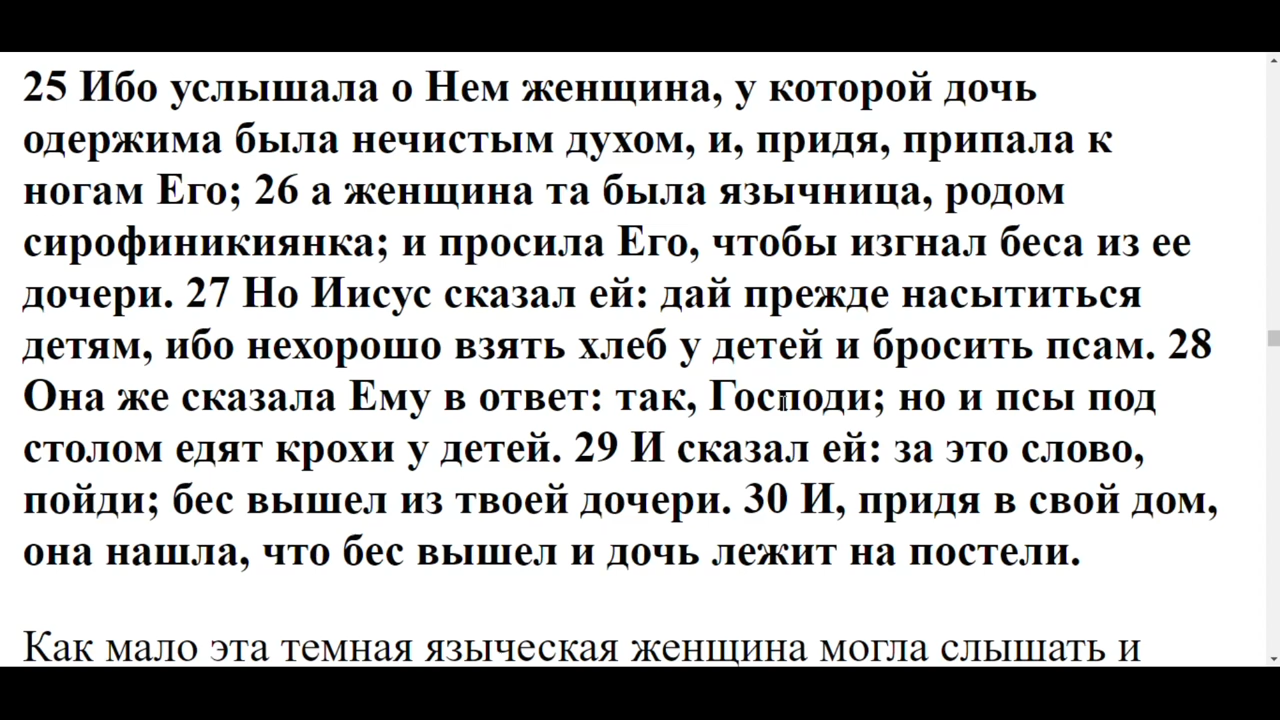 25 Ибо услышала о Нем женщина, у которой дочь
одержима была нечистым духом, и, придя, припала к
ногам Его; 26 а женщина та была язычница, родом
сирофиникиянка; и просила Его, чтобы изгнал беса из ее
дочери. 27 Но Иисус сказал ей: дай прежде насытиться
детям, ибо нехорошо взять хлеб у детей и бросить псам. 28
Она же сказала Ему в ответ: так, Господи; но и псы под
столом едят крохи у детей. 29 И сказал ей: за это слово,
пойди; бес вышел из твоей дочери. 30 И, придя в свой дом,
она нашла, что бес вышел и дочь лежит на постели.
Как мало эта темная языческая женщина могла слышать и